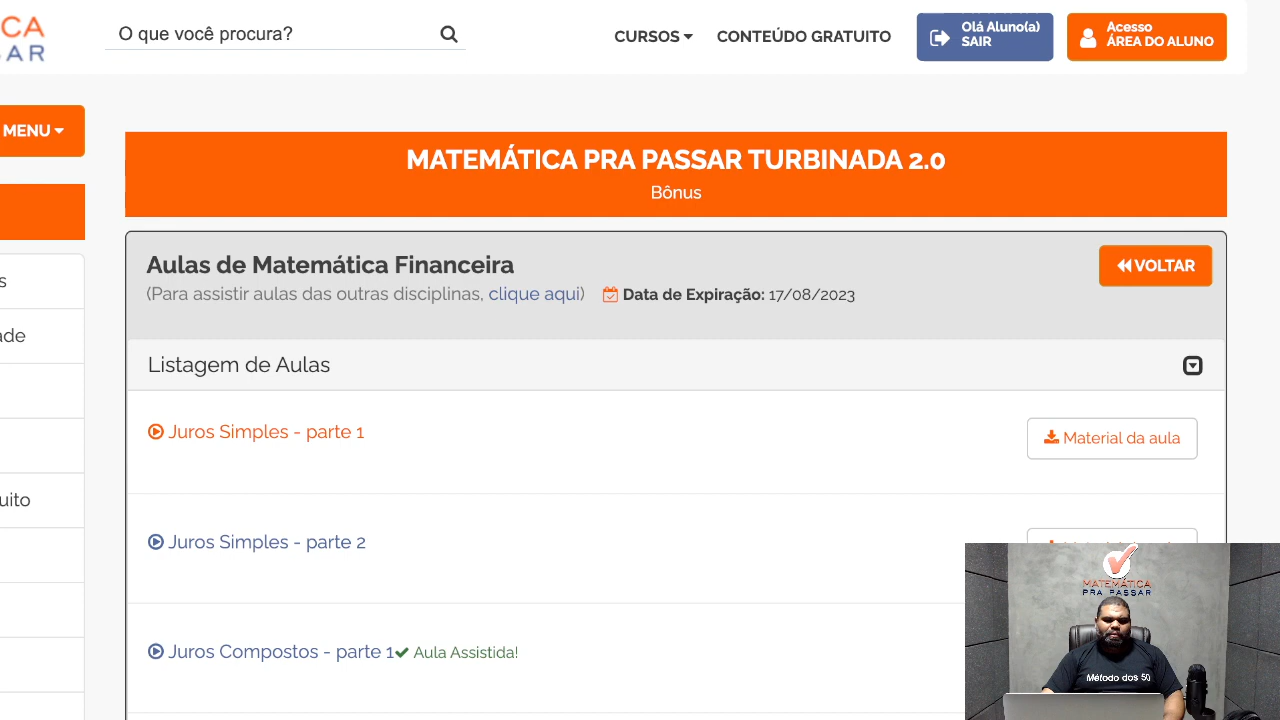 CA
SSAR
O que você procura?
CURSOS
CONTEÚDO GRATUITO
Olá Aluno(a)
SAIR
Acesso
ÁREA DO ALUNO
MENU
MATEMÁTICA PRA PASSAR TURBINADA 2.0
Bônus
s
ade
uito
Aulas de Matemática Financeira
VOLTAR
(Para assistir aulas das outras disciplinas, clique aqui)
Data de Expiração: 17/08/2023
Listagem de Aulas
Juros Simples - parte 1
Material da aula
Juros Simples - parte 2
Juros Compostos - parte 1
Aula Assistida!
MATEMÁTICA
PRA PASSAR
Método dos 50